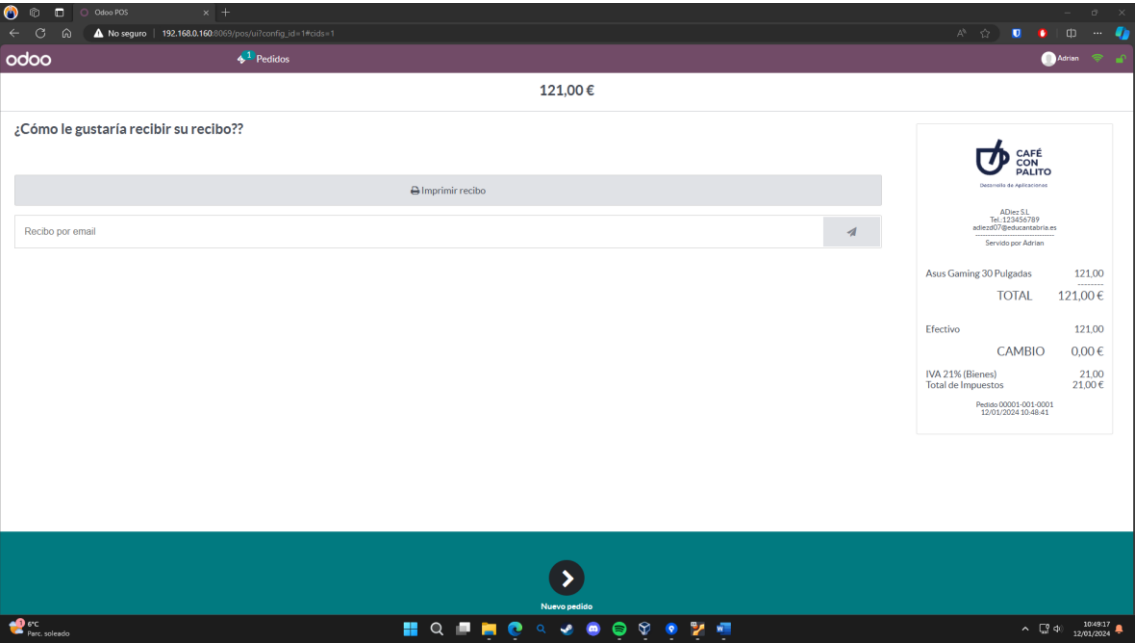 Odoo POS
No seguro 192.168.0.160:8069/pos/ui?config_id=1#cids=1
odoo
1 Pedidos
Adrian
121,00 €
¿Cómo le gustaría recibir su recibo??
Imprimir recibo
Recibo por email
CAFÉ
CON
PALITO
Desarrollo de Aplicaciones
ADiez S.L
Tel.:123456789
adiezd07@educantabria.es
--------------------------------
Servido por Adrian
Asus Gaming 30 Pulgadas 121,00
--------
TOTAL 121,00 €
Efectivo 121,00
CAMBIO 0,00 €
IVA 21% (Bienes) 21,00
Total de Impuestos 21,00 €
Pedido 00001-001-0001
12/01/2024 10:48:41
Nuevo pedido
1
6°C
Parc. soleado
10:49:17
12/01/2024